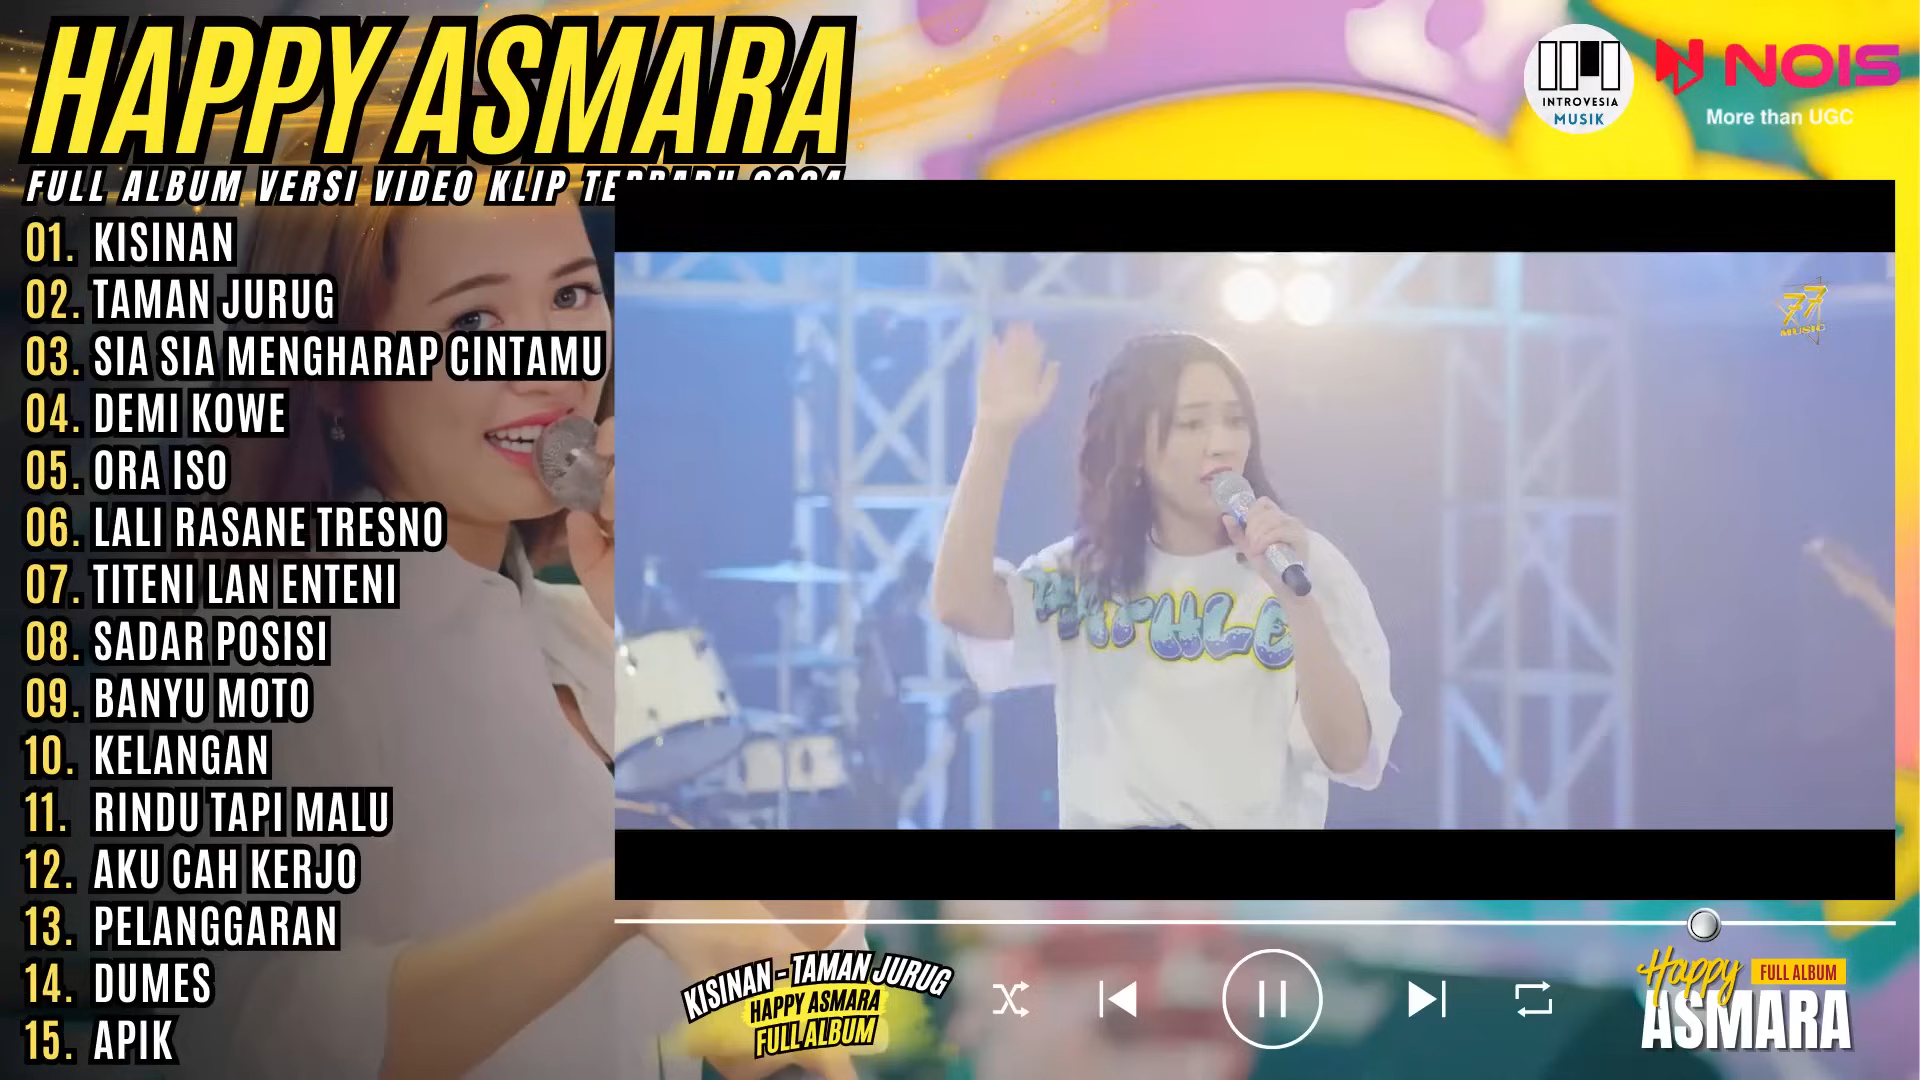 HAPPY ASMARA
FULL ALBUM VERSI VIDEO KLIP
INTROVESIA
MUSIK
NOIS
More than UGC
01. KISINAN
02. TAMAN JURUG
03. SIA SIA MENGHARAP CINTAMU
04. DEMI KOWE
05. ORA ISO
06. LALI RASANE TRESNO
07. TITENI LAN ENTENI
08. SADAR POSISI
09. BANYU MOTO
10. KELANGAN
11. RINDU TAPI MALU
12. AKU CAH KERJO
13. PELANGGARAN
14. DUMES
15. APIK
77
MUSIC
KISINAN - TAMAN JURUG
HAPPY ASMARA
FULL ALBUM
Happy
FULL ALBUM
ASMARA